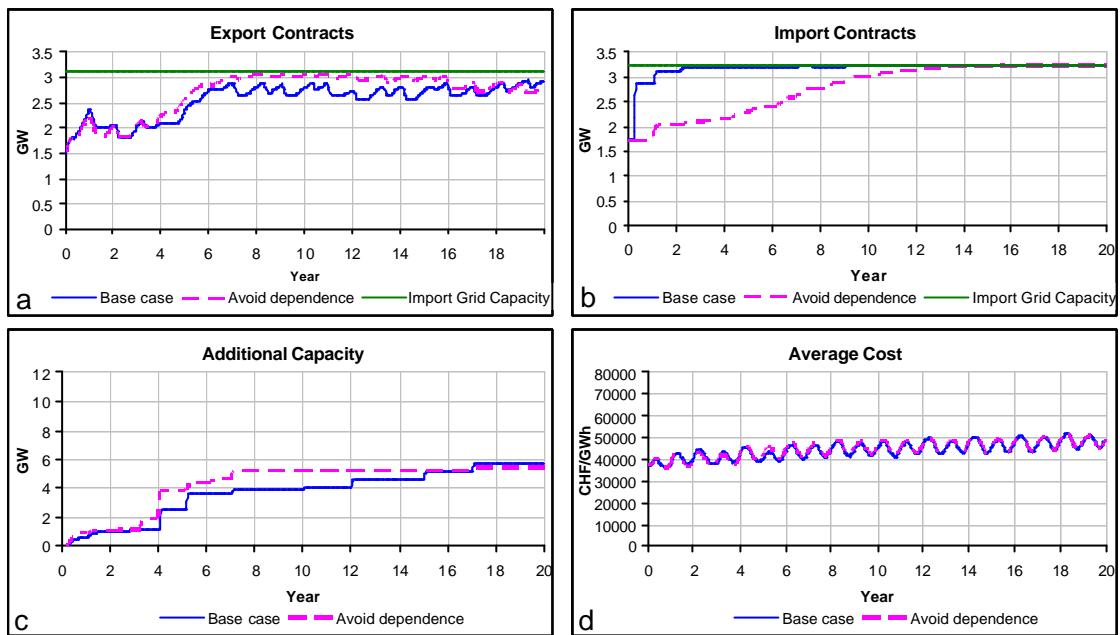 Export Contracts
3.5
3
2.5
2
1.5
1
0.5
0
GW
0 2 4 6 8 10 12 14 16 18 20
Year
Base case Avoid dependence Import Grid Capacity
a
Import Contracts
3.5
3
2.5
2
1.5
1
0.5
0
GW
0 2 4 6 8 10 12 14 16 18 20
Year
Base case Avoid dependence Import Grid Capacity
b
Additional Capacity
12
10
8
6
4
2
0
GW
0 2 4 6 8 10 12 14 16 18 20
Year
Base case Avoid dependence
c
Average Cost
80000
70000
60000
50000
40000
30000
20000
10000
0
CHF/GWh
0 2 4 6 8 10 12 14 16 18 20
Year
Base case Avoid dependence
d